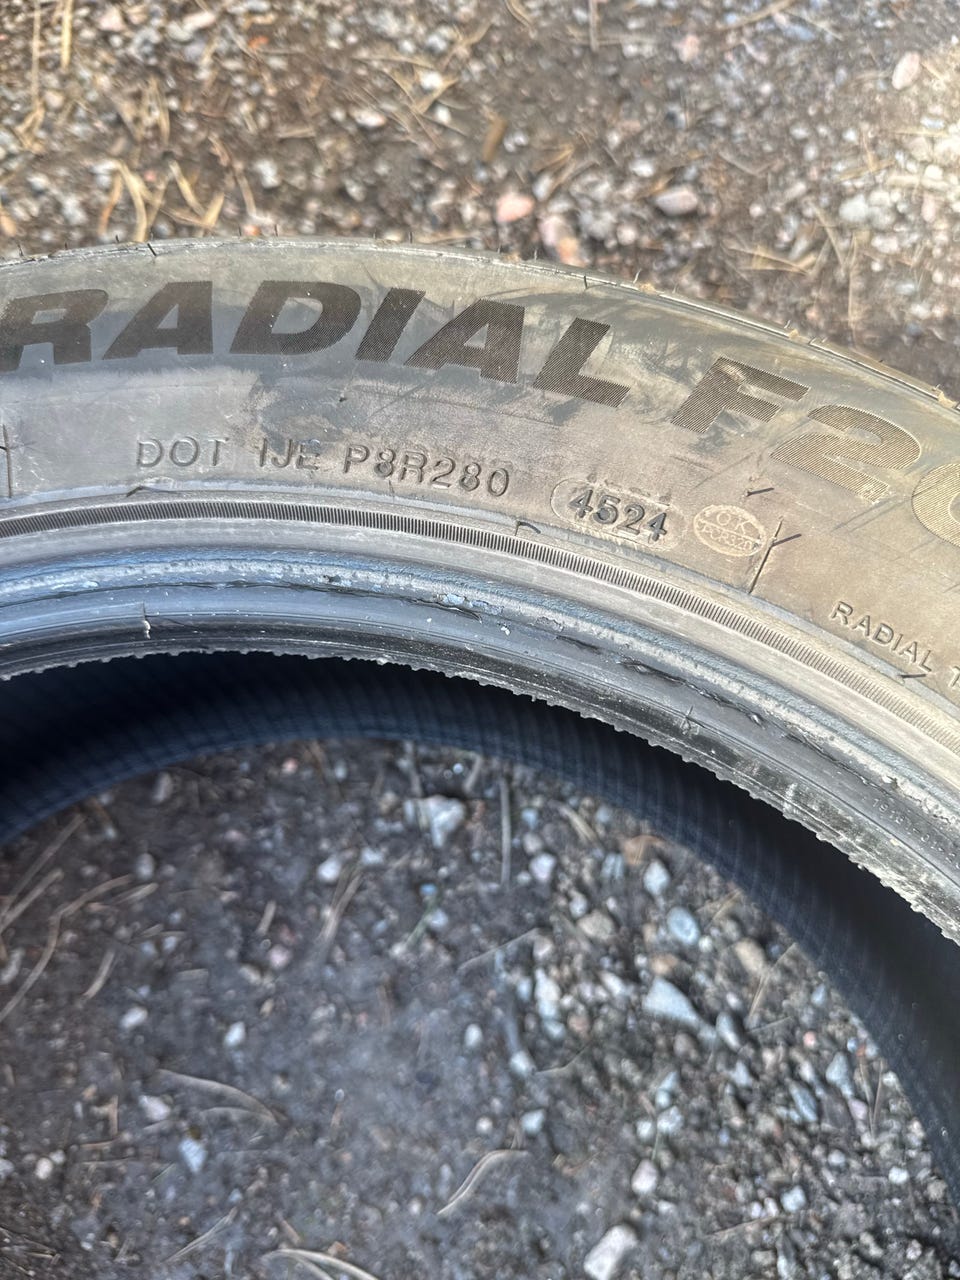 RADIAL F2
DOT 1JE P8R280 4524
O.K
RADIAL